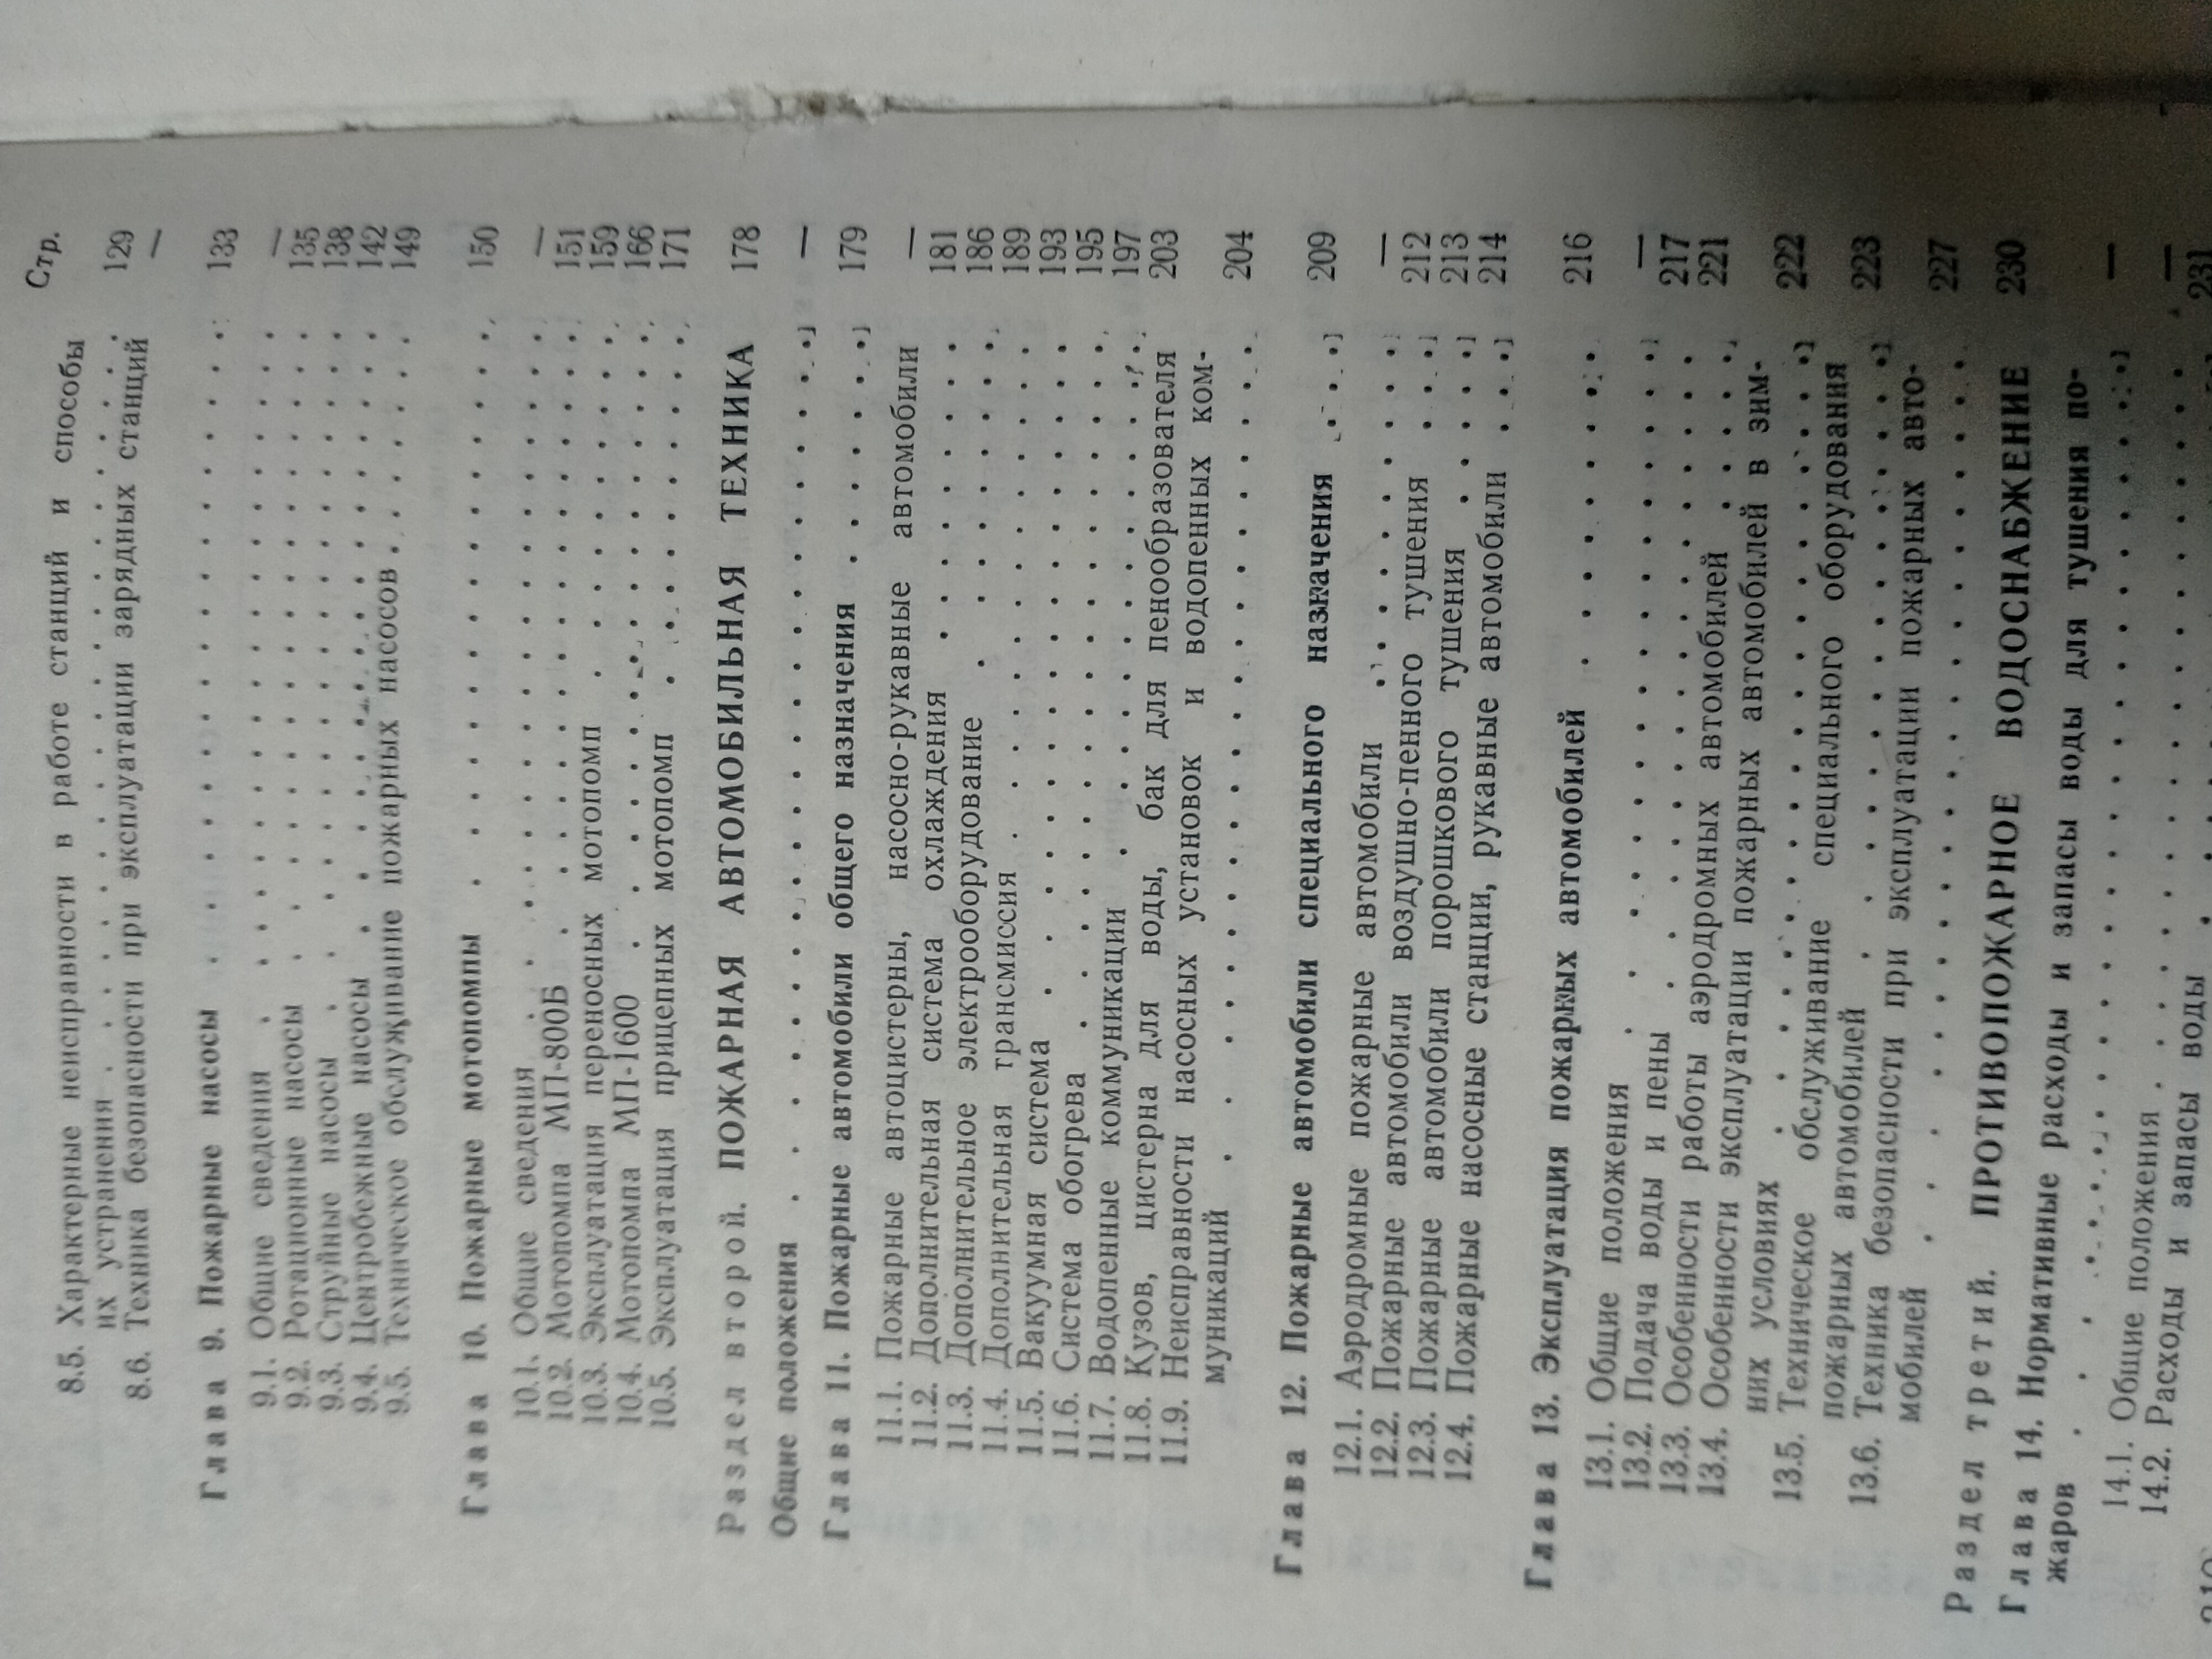 Стр.
8.5. Характерные неисправности в работе станций и способы
их устранения . . . . . . . . . . . . 129
8.6. Техника безопасности при эксплуатации зарядных станций —
Глава 9. Пожарные насосы . . . . . . . . . . . . 133
9.1. Общие сведения . . . . . . . . . . . . —
9.2. Ротационные насосы . . . . . . . . . . . . 135
9.3. Струйные насосы . . . . . . . . . . . . 138
9.4. Центробежные насосы . . . . . . . . . . . . 142
9.5. Техническое обслуживание пожарных насосов . . . . . . 149
Глава 10. Пожарные мотопомпы . . . . . . . . . . 150
10.1. Общие сведения . . . . . . . . . . . . —
10.2. Мотопомпа МП-800Б . . . . . . . . . . . 151
10.3. Эксплуатация переносных мотопомп . . . . . . . . 159
10.4. Мотопомпа МП-1600 . . . . . . . . . . . 166
10.5. Эксплуатация прицепных мотопомп . . . . . . . . 171
Раздел второй. ПОЖАРНАЯ АВТОМОБИЛЬНАЯ ТЕХНИКА 178
Общие положения . . . . . . . . . . . . . —
Глава 11. Пожарные автомобили общего назначения . . . . . 179
11.1. Пожарные автоцистерны, насосно-рукавные автомобили —
11.2. Дополнительная система охлаждения . . . . . . . 181
11.3. Дополнительное электрооборудование . . . . . . . 186
11.4. Дополнительная трансмиссия . . . . . . . . . . 189
11.5. Вакуумная система . . . . . . . . . . . . 193
11.6. Система обогрева . . . . . . . . . . . . 195
11.7. Водопенные коммуникации . . . . . . . . . . 197
11.8. Кузов, цистерна для воды, бак для пенообразователя 203
11.9. Неисправности насосных установок и водопенных ком-
муникаций . . . . . . . . . . . . . 204
Глава 12. Пожарные автомобили специального назначения . . . 209
12.1. Аэродромные пожарные автомобили . . . . . . . —
12.2. Пожарные автомобили воздушно-пенного тушения . . . 212
12.3. Пожарные автомобили порошкового тушения . . . . 213
12.4. Пожарные насосные станции, рукавные автомобили . . . 214
Глава 13. Эксплуатация пожарных автомобилей . . . . . . . 216
13.1. Общие положения . . . . . . . . . . . . —
13.2. Подача воды и пены . . . . . . . . . . . 217
13.3. Особенности работы аэродромных автомобилей . . . . 221
13.4. Особенности эксплуатации пожарных автомобилей в зим-
них условиях . . . . . . . . . . . . . 222
13.5. Техническое обслуживание специального оборудования
пожарных автомобилей . . . . . . . . . . . 223
13.6. Техника безопасности при эксплуатации пожарных авто-
мобилей . . . . . . . . . . . . . . 227
Раздел третий. ПРОТИВОПОЖАРНОЕ ВОДОСНАБЖЕНИЕ 230
Глава 14. Нормативные расходы и запасы воды для тушения по-
жаров . . . . . . . . . . . . . . . —
14.1. Общие положения . . . . . . . . . . . . —
14.2. Расходы и запасы воды . . . . . . . . . . 231